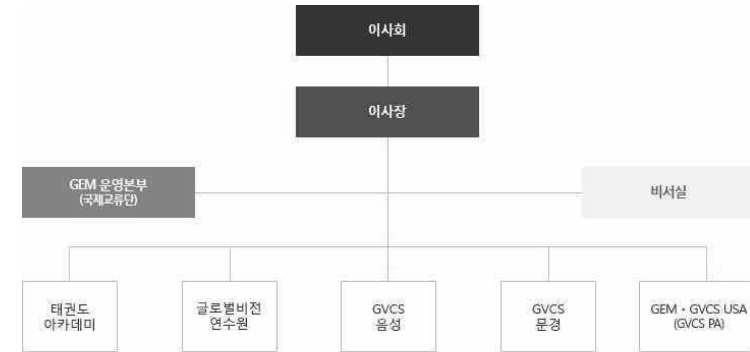 이사회
이사장
GEM 운영본부
(국제교류단)
비서실
태권도
아카데미
글로벌비전
연수원
GVCS
음성
GVCS
문경
GEM · GVCS USA
(GVCS PA)